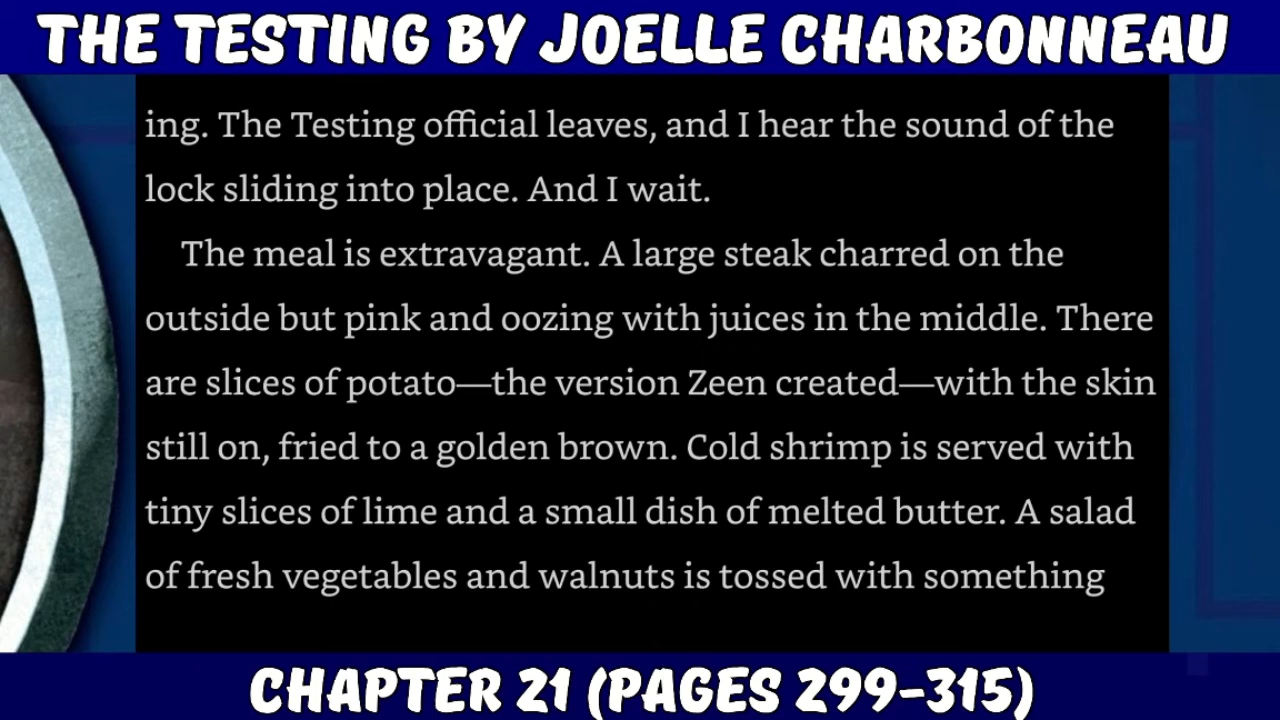 THE TESTING BY JOELLE CHARBONNEAU
ing. The Testing official leaves, and I hear the sound of the
lock sliding into place. And I wait.
The meal is extravagant. A large steak charred on the
outside but pink and oozing with juices in the middle. There
are slices of potato—the version Zeen created—with the skin
still on, fried to a golden brown. Cold shrimp is served with
tiny slices of lime and a small dish of melted butter. A salad
of fresh vegetables and walnuts is tossed with something
CHAPTER 21 (PAGES 299-315)